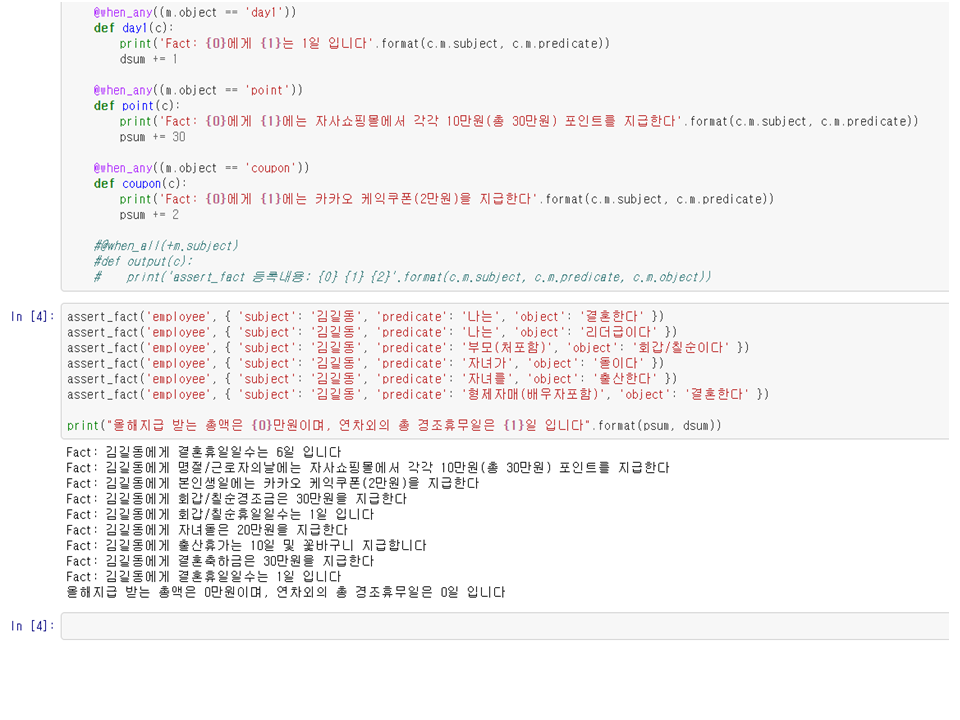 @when_any((m.object == 'day1'))
def day1(c):
    print('Fact: {0}에게 {1}는 1일 입니다'.format(c.m.subject, c.m.predicate))
    dsum += 1
@when_any((m.object == 'point'))
def point(c):
    print('Fact: {0}에게 {1}에는 자사쇼핑몰에서 각각 10만원(총 30만원) 포인트를 지급한다'.format(c.m.subject, c.m.predicate))
    psum += 30
@when_any((m.object == 'coupon'))
def coupon(c):
    print('Fact: {0}에게 {1}에는 카카오 케익쿠폰(2만원)을 지급한다'.format(c.m.subject, c.m.predicate))
    psum += 2
#@when_all(+m.subject)
#def output(c):
#    print('assert_fact 등록내용: {0} {1} {2}'.format(c.m.subject, c.m.predicate, c.m.object))
In [4]: assert_fact('employee', { 'subject': '김길동', 'predicate': '나는', 'object': '결혼한다' })
assert_fact('employee', { 'subject': '김길동', 'predicate': '나는', 'object': '리더급이다' })
assert_fact('employee', { 'subject': '김길동', 'predicate': '부모(처포함)', 'object': '회갑/칠순이다' })
assert_fact('employee', { 'subject': '김길동', 'predicate': '자녀가', 'object': '돌이다' })
assert_fact('employee', { 'subject': '김길동', 'predicate': '자녀를', 'object': '출산한다' })
assert_fact('employee', { 'subject': '김길동', 'predicate': '형제자매(배우자포함)', 'object': '결혼한다' })
print("올해지급 받는 총액은 {0}만원이며, 연차외의 총 경조휴무일은 {1}일 입니다".format(psum, dsum))
Fact: 김길동에게 결혼휴일일수는 6일 입니다
Fact: 김길동에게 명절/근로자의날에는 자사쇼핑몰에서 각각 10만원(총 30만원) 포인트를 지급한다
Fact: 김길동에게 본인생일에는 카카오 케익쿠폰(2만원)을 지급한다
Fact: 김길동에게 회갑/칠순경조금은 30만원을 지급한다
Fact: 김길동에게 회갑/칠순휴일일수는 1일 입니다
Fact: 김길동에게 자녀돌은 20만원을 지급한다
Fact: 김길동에게 출산휴가는 10일 및 꽃바구니 지급합니다
Fact: 김길동에게 결혼축하금은 30만원을 지급한다
Fact: 김길동에게 결혼휴일일수는 1일 입니다
올해지급 받는 총액은 0만원이며, 연차외의 총 경조휴무일은 0일 입니다
In [4]: